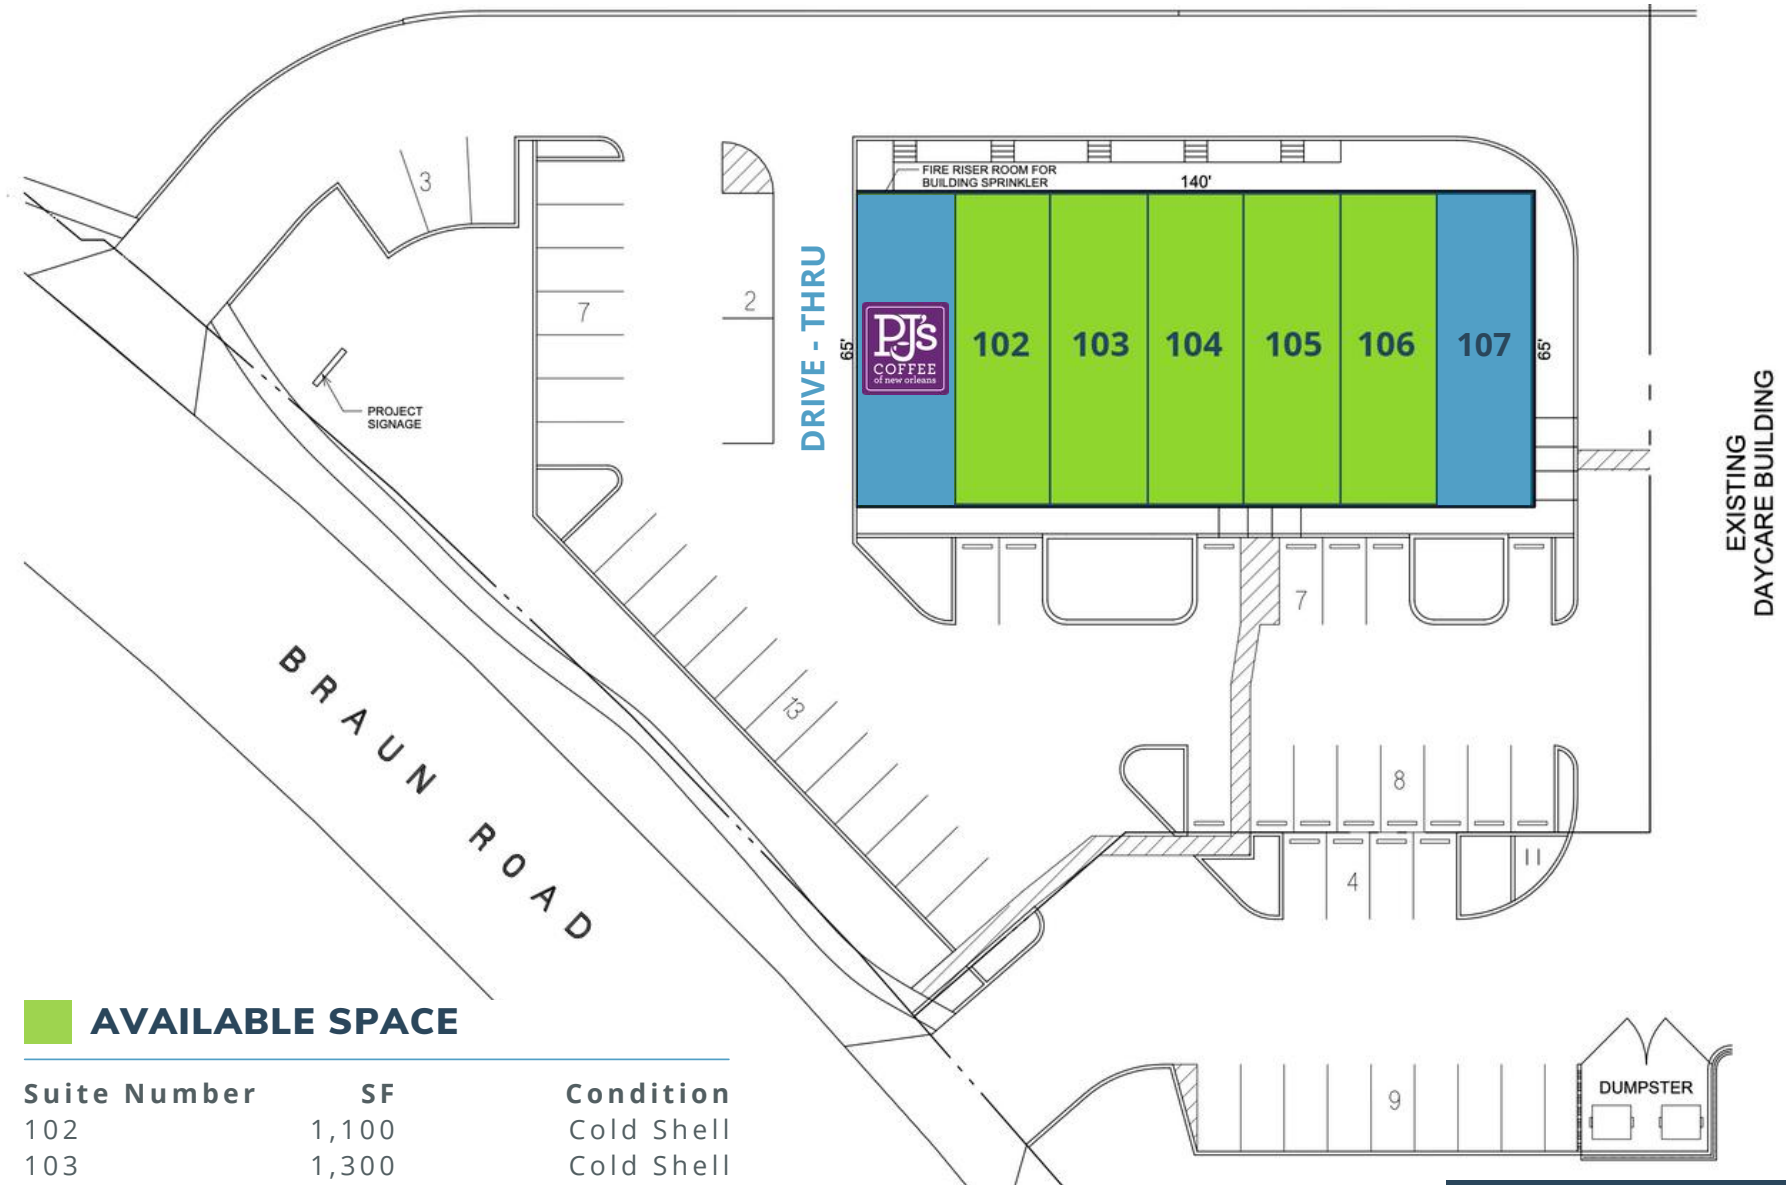 3
FIRE RISER ROOM FOR
BUILDING SPRINKLER
140'
7
2
DRIVE - THRU
65'
PJ's
COFFEE
of new orleans
102
103
104
105
106
107
65'
PROJECT
SIGNAGE
EXISTING
DAYCARE BUILDING
7
BRAUN ROAD
13
8
4
9
DUMPSTER
AVAILABLE SPACE
Suite Number SF Condition
102 1,100 Cold Shell
103 1,300 Cold Shell